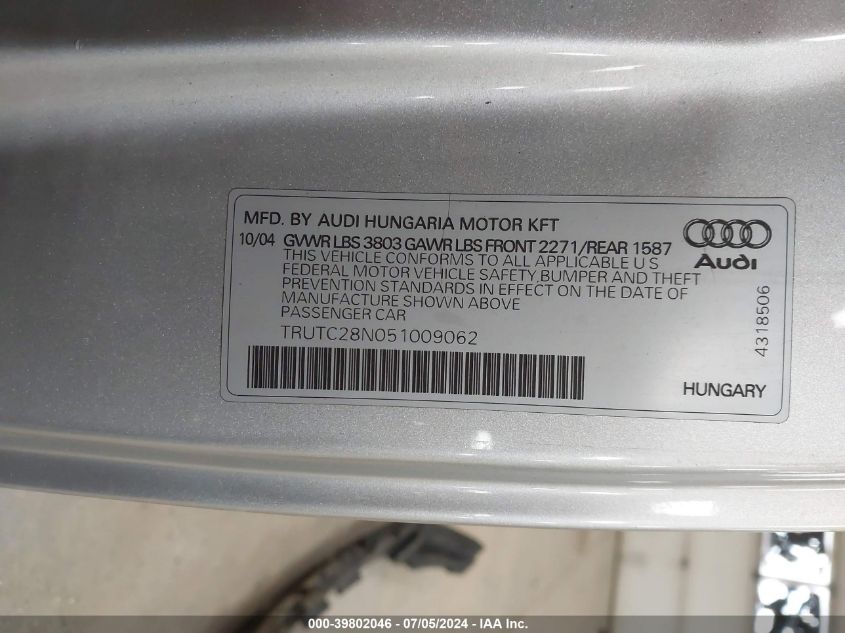 MFD. BY AUDI HUNGARIA MOTOR KFT
10/04 GVWR LBS 3803 GAWR LBS FRONT 2271/REAR 1587
THIS VEHICLE CONFORMS TO ALL APPLICABLE U S
FEDERAL MOTOR VEHICLE SAFETY, BUMPER AND THEFT
PREVENTION STANDARDS IN EFFECT ON THE DATE OF
MANUFACTURE SHOWN ABOVE
PASSENGER CAR
TRUTC28N051009062
Audi
4318506
HUNGARY
000-39802046 - 07/05/2024 - IAA Inc.